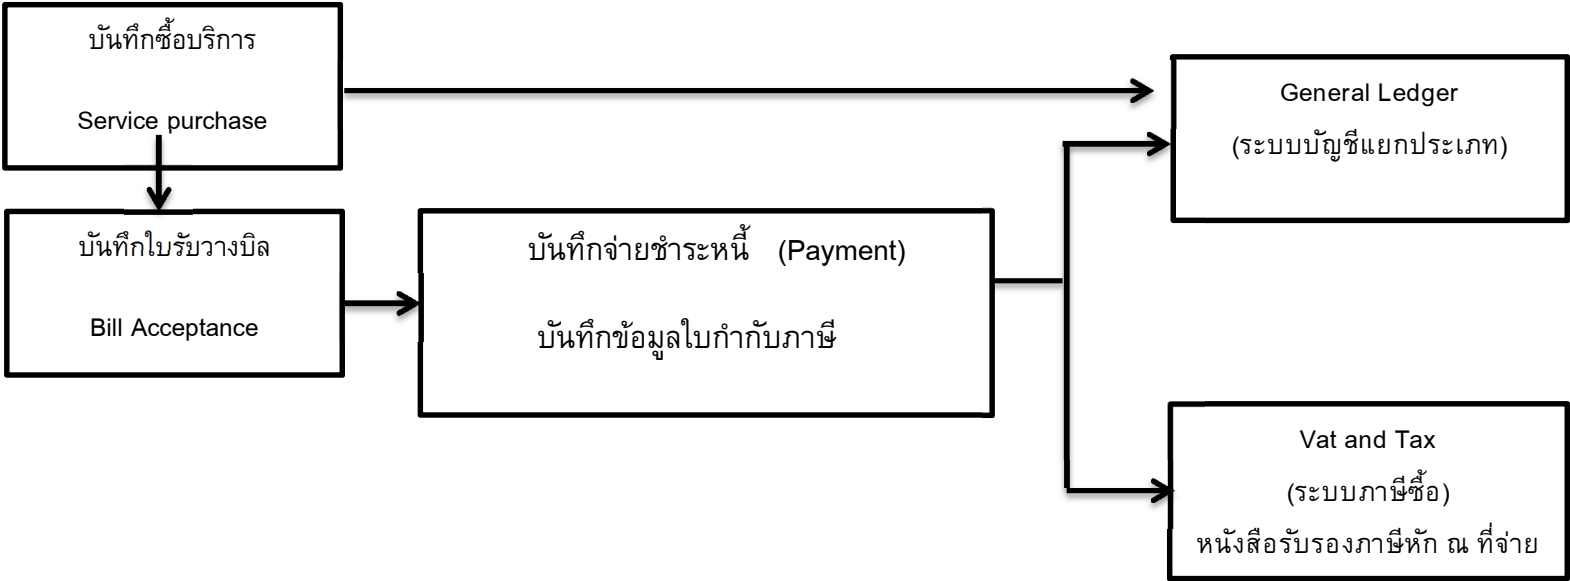 บันทึกซื้อบริการ
Service purchase
บันทึกใบรับวางบิล
Bill Acceptance
บันทึกจ่ายชำระหนี้ (Payment)
บันทึกข้อมูลใบกำกับภาษี
General Ledger
(ระบบบัญชีแยกประเภท)
Vat and Tax
(ระบบภาษีซื้อ)
หนังสือรับรองภาษีหัก ณ ที่จ่าย